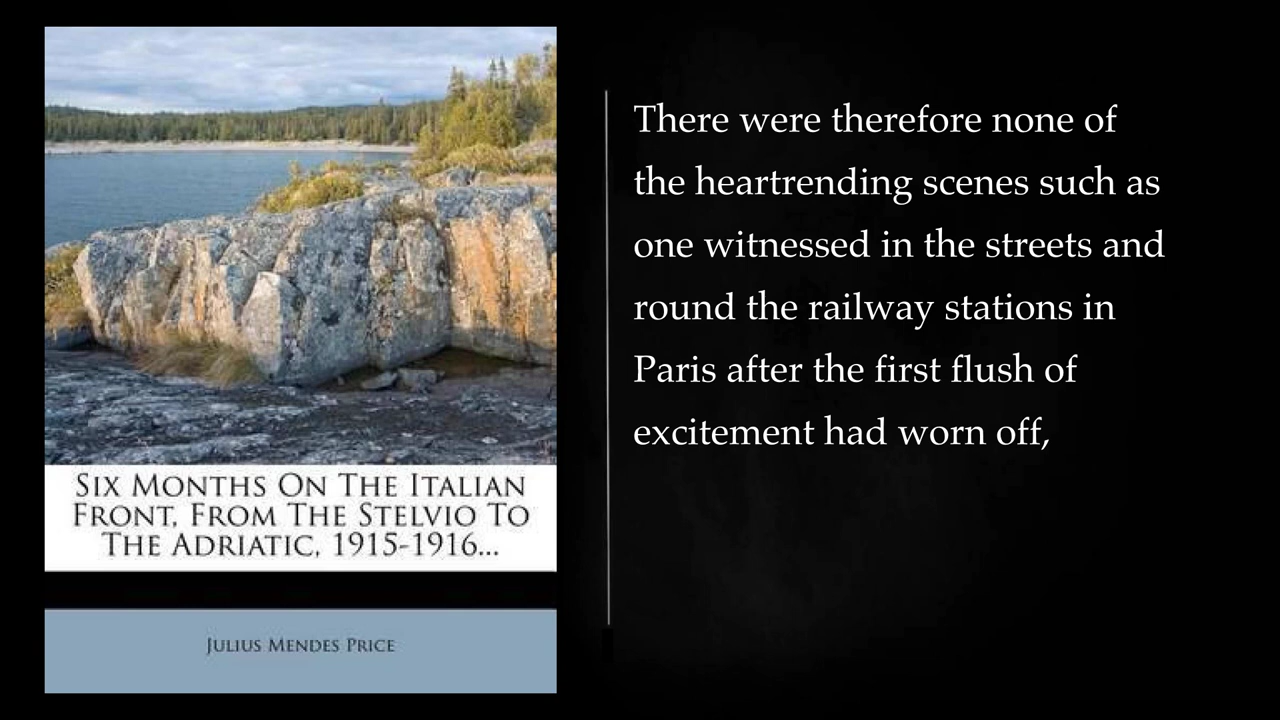 Six Months On The Italian
Front, From The Stelvio To
The Adriatic, 1915-1916...
Julius Mendes Price
There were therefore none of
the heartrending scenes such as
one witnessed in the streets and
round the railway stations in
Paris after the first flush of
excitement had worn off,